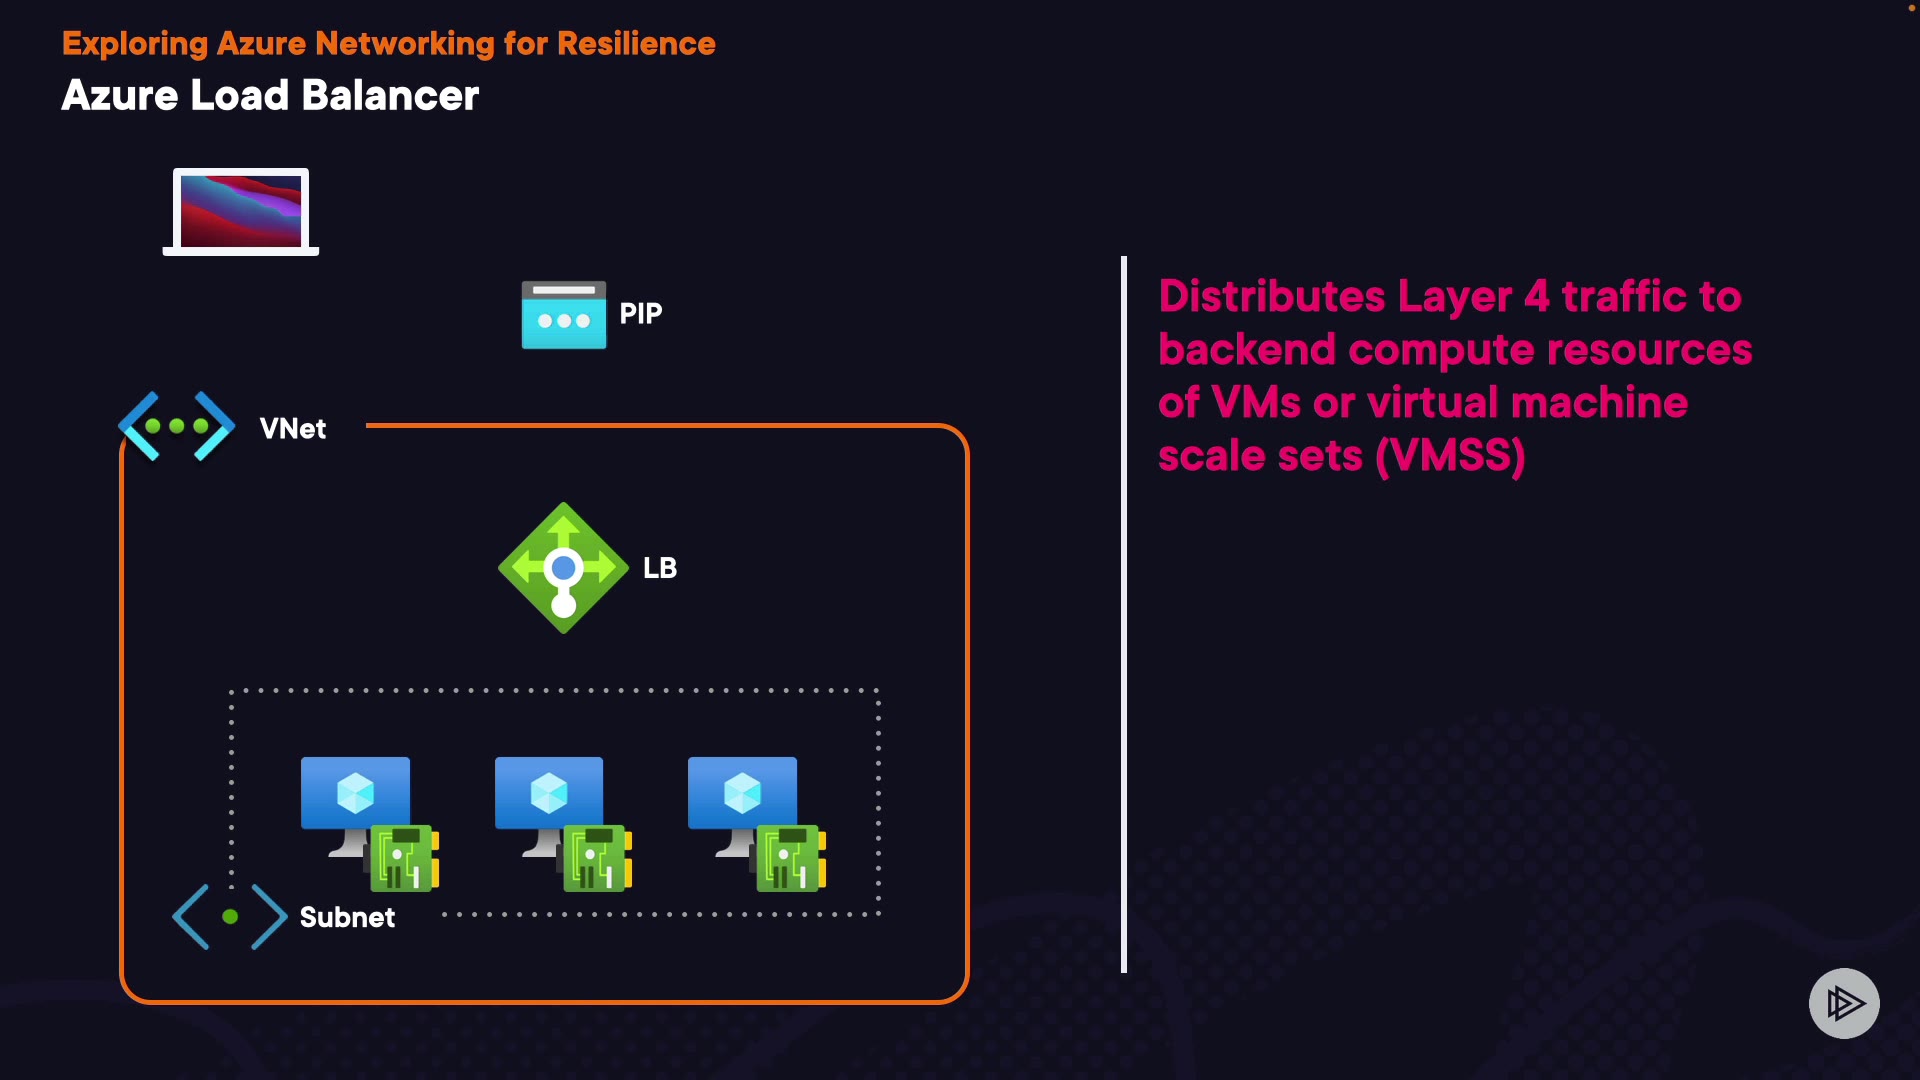 Exploring Azure Networking for Resilience
Azure Load Balancer
PIP
VNet
LB
Subnet
Distributes Layer 4 traffic to
backend compute resources
of VMs or virtual machine
scale sets (VMSS)